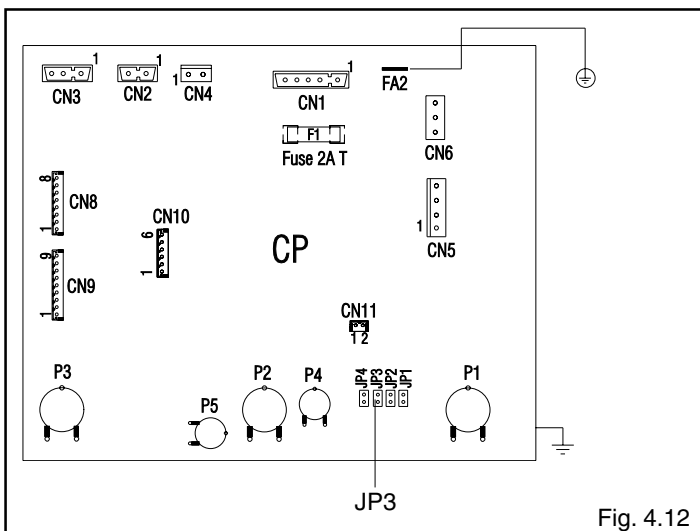 1 1 1 1
CN3 CN2 CN4 CN1 FA2
F1
Fuse 2A T
CN6
8
CN8
1
CN10
6
1
CP
1
CN5
9
CN9
1
CN11
1 2
JP4 JP3 JP2 JP1
P3 P5 P2 P4 P1
JP3
Fig. 4.12